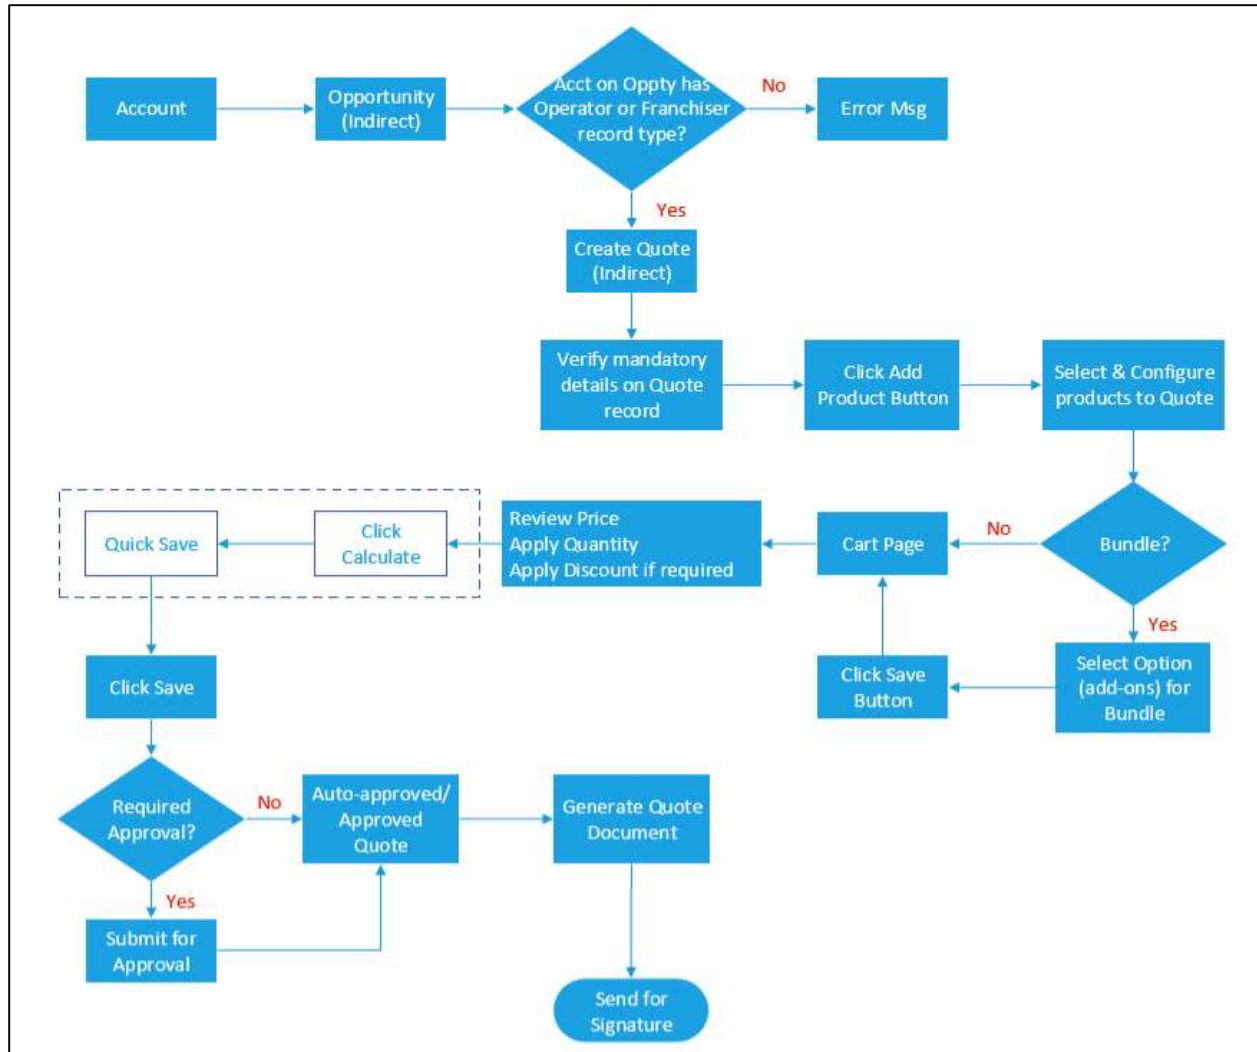 Account
Opportunity
(Indirect)
Acct on Oppty has
Operator or Franchiser
record type?
No
Error Msg
Yes
Create Quote
(Indirect)
Verify mandatory
details on Quote
record
Click Add
Product Button
Select & Configure
products to Quote
Bundle?
No
Yes
Cart Page
Select Option
(add-ons) for
Bundle
Click Save
Button
Review Price
Apply Quantity
Apply Discount if required
Click
Calculate
Quick Save
Click Save
Required
Approval?
No
Yes
Auto-approved/
Approved
Quote
Submit for
Approval
Generate Quote
Document
Send for
Signature